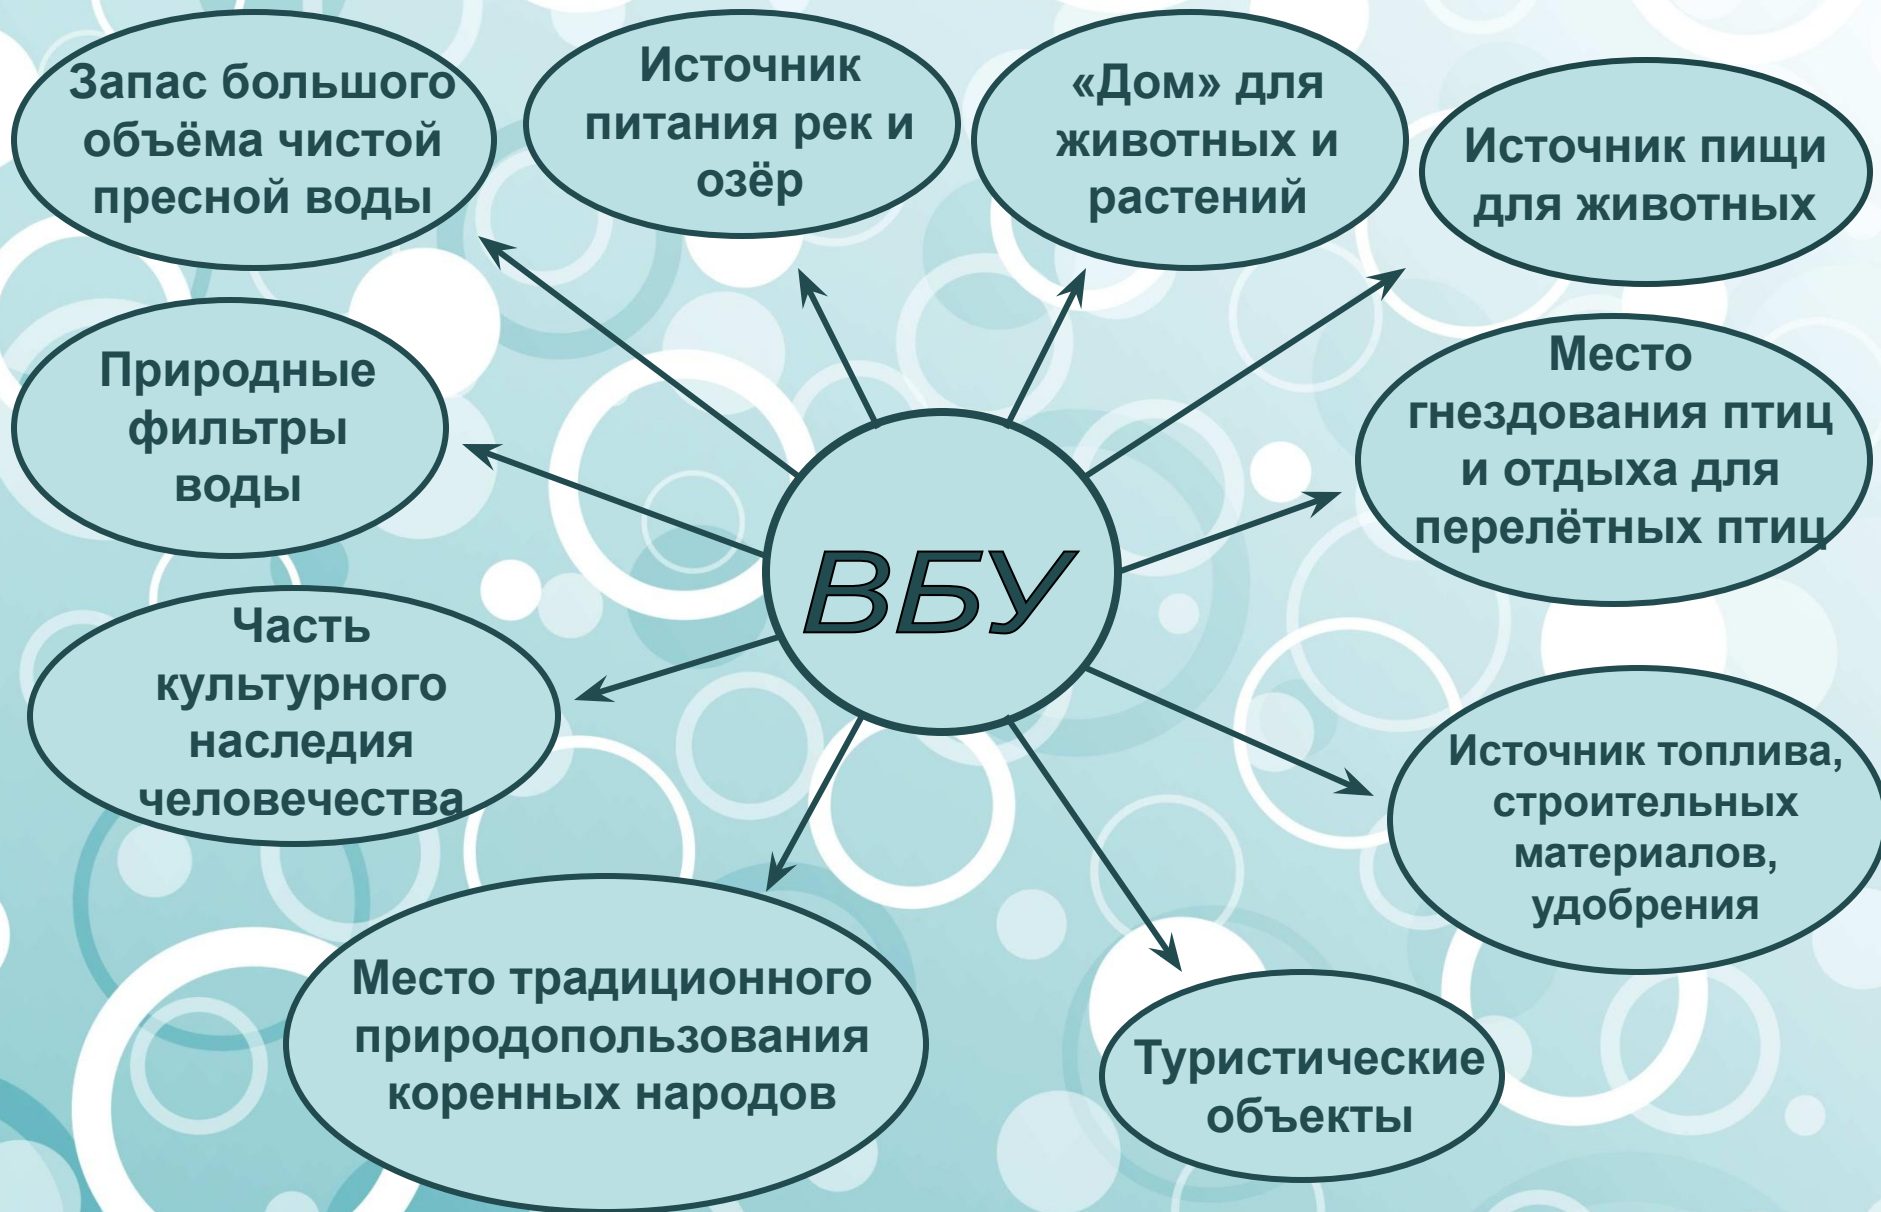 Запас большого
объёма чистой
пресной воды
Источник
питания рек и
озёр
«Дом» для
животных и
растений
Источник пищи
для животных
Природные
фильтры
воды
Место
гнездования птиц
и отдыха для
перелётных птиц
ВБУ
Часть
культурного
наследия
человечества
Источник топлива,
строительных
материалов,
удобрения
Место традиционного
природопользования
коренных народов
Туристические
объекты